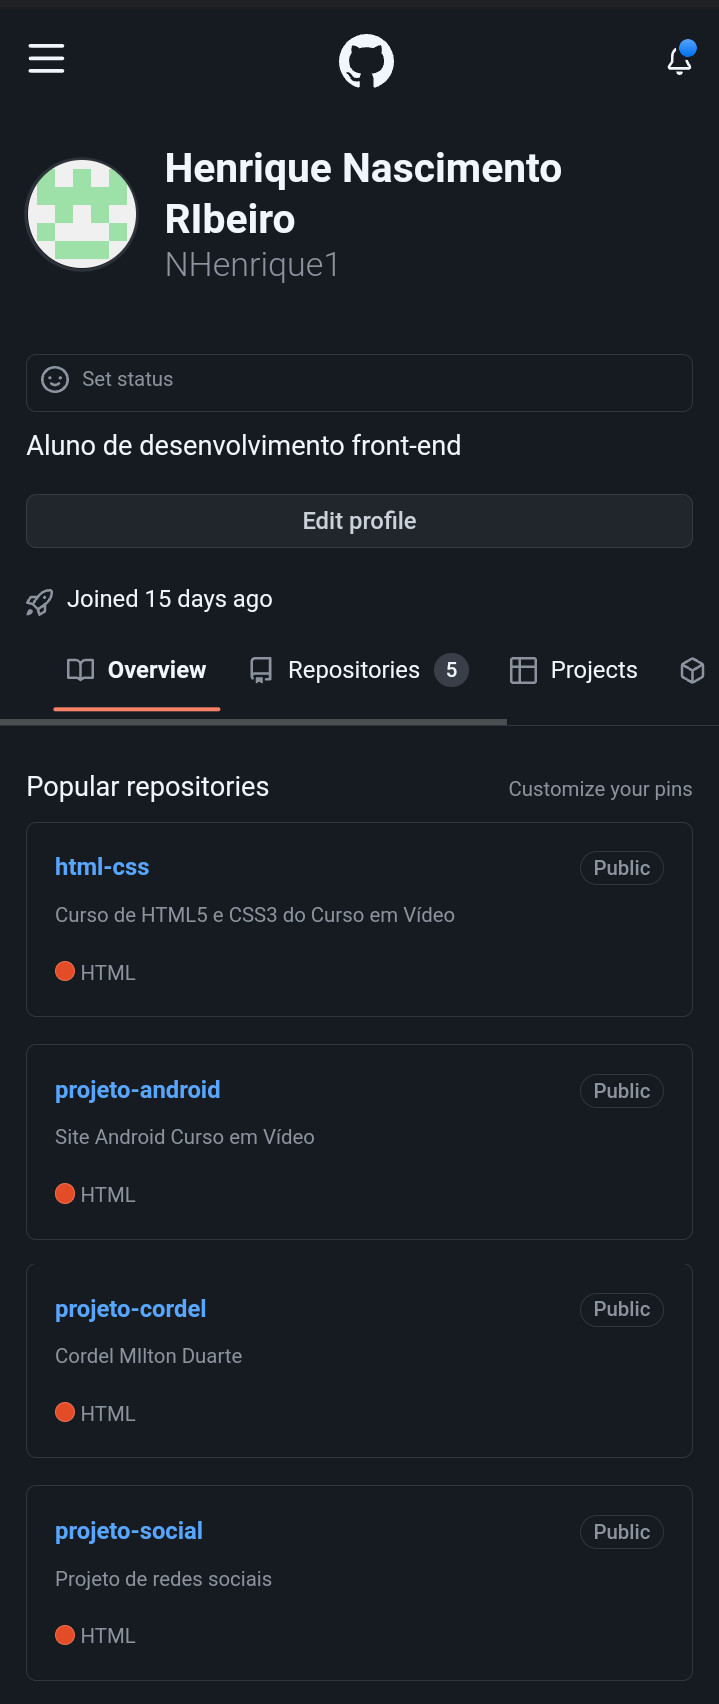 Henrique Nascimento
RIbeiro
NHenrique1
Set status
Aluno de desenvolvimento front-end
Edit profile
Joined 15 days ago
Overview Repositories 5 Projects
Popular repositories Customize your pins
html-css Public
Curso de HTML5 e CSS3 do Curso em Vídeo
HTML
projeto-android Public
Site Android Curso em Vídeo
HTML
projeto-cordel Public
Cordel MIlton Duarte
HTML
projeto-social Public
Projeto de redes sociais
HTML